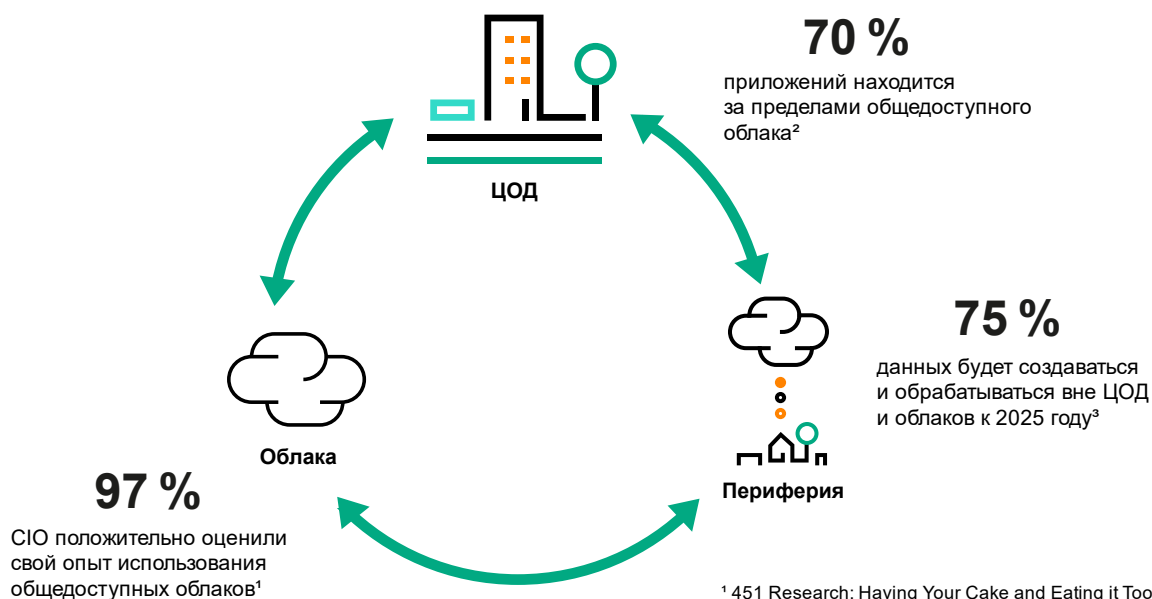 70 %
приложений находится
за пределами общедоступного
облака²
ЦОД
75 %
данных будет создаваться
и обрабатываться вне ЦОД
и облаков к 2025 году³
Облака
Периферия
97 %
CIO положительно оценили
свой опыт использования
общедоступных облаков¹
¹ 451 Research: Having Your Cake and Eating it Too